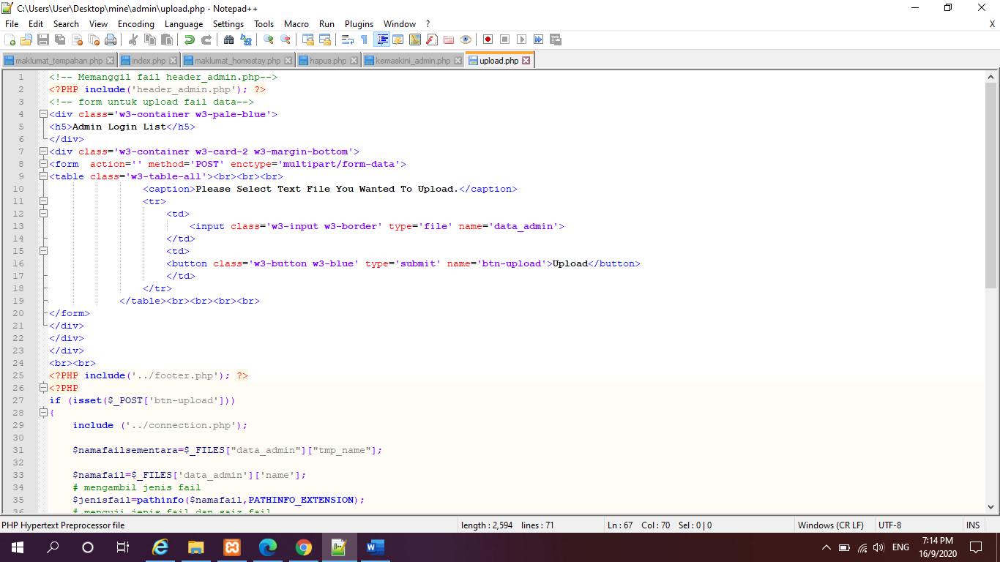 C:\Users\User\Desktop\mine\admin\upload.php - Notepad++
File Edit Search View Encoding Language Settings Tools Macro Run Plugins Window ? X
maklumat_tempahan.php index.php maklumat_homestay.php hapus.php kemaskini_admin.php upload.php
1 <!-- Memanggil fail header_admin.php-->
2 <?PHP include('header_admin.php'); ?>
3 <!-- form untuk upload fail data-->
4 <div class='w3-container w3-pale-blue'>
5 <h5>Admin Login List</h5>
6 </div>
7 <div class='w3-container w3-card-2 w3-margin-bottom'>
8 <form  action='' method='POST' enctype='multipart/form-data'>
9 <table class='w3-table-all'><br><br><br>
10 <caption>Please Select Text File You Wanted To Upload.</caption>
11 <tr>
12 <td>
13 <input class='w3-input w3-border' type='file' name='data_admin'>
14 </td>
15 <td>
16 <button class='w3-button w3-blue' type='submit' name='btn-upload'>Upload</button>
17 </td>
18 </tr>
19 </table><br><br><br><br>
20 </form>
21 </div>
22 </div>
23 </div>
24 <br><br>
25 <?PHP include('../footer.php'); ?>
26 <?PHP
27 if (isset($_POST['btn-upload']))
28 {
29 include ('../connection.php');
30
31 $namafailsementara=$_FILES["data_admin"]["tmp_name"];
32
33 $namafail=$_FILES['data_admin']['name'];
34 # mengambil jenis fail
35 $jenisfail=pathinfo($namafail,PATHINFO_EXTENSION);
36 # menguji jenis fail dan saiz fail
PHP Hypertext Preprocessor file length : 2,594 lines : 71 Ln : 67 Col : 70 Sel : 0 | 0 Windows (CR LF) UTF-8 INS
ENG 7:14 PM
16/9/2020